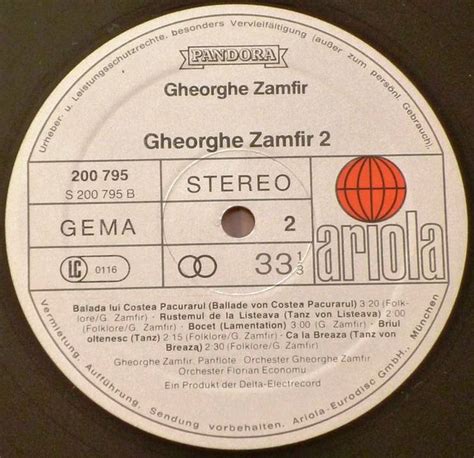 Urheber- u. Leistungsschutzrechte, besonders Vervielfältigung (außer zum persönl. Gebrauch),
PANDORA
Gheorghe Zamfir
Gheorghe Zamfir 2
200 795
S 200 795 B
STEREO
GEMA
2
LC 0116
33 1/3
ariola
Balada lui Costea Pacurarul (Ballade von Costea Pacurarul) 3 20 (Folk-
lore/G. Zamfir) · Rustemul de la Listeava (Tanz von Listeava) 2 00
(Folklore/G. Zamfir) · Bocet (Lamentation) 3 00 (G. Zamfir) · Briul
oltenesc (Tanz) 2 15 (Folklore/G. Zamfir) · Ca la Breaza (Tanz von
Breaza) 2 30 (Folklore/G. Zamfir)
Gheorghe Zamfir, Panflöte · Orchester Gheorghe Zamfir
Orchester Florian Economu
Ein Produkt der Delta-Electrecord
Vermietung, Aufführung, Sendung vorbehalten. Ariola-Eurodisc GmbH., München